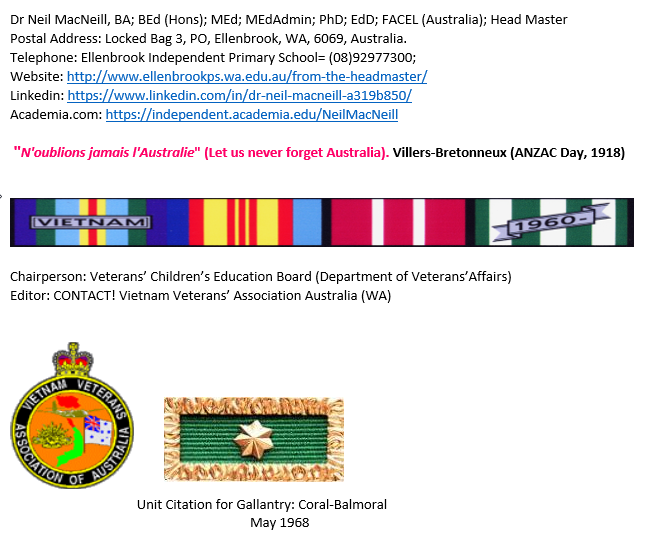 Dr Neil MacNeill, BA; BEd (Hons); MEd; MEdAdmin; PhD; EdD; FACEL (Australia); Head Master
Postal Address: Locked Bag 3, PO, Ellenbrook, WA, 6069, Australia.
Telephone: Ellenbrook Independent Primary School= (08)92977300;
Website: http://www.ellenbrookps.wa.edu.au/from-the-headmaster/
Linkedin: https://www.linkedin.com/in/dr-neil-macneill-a319b850/
Academia.com: https://independent.academia.edu/NeilMacNeill
"N'oublions jamais l'Australie" (Let us never forget Australia). Villers-Bretonneux (ANZAC Day, 1918)
VIETNAM
1960-
Chairperson: Veterans' Children's Education Board (Department of Veterans'Affairs)
Editor: CONTACT! Vietnam Veterans' Association Australia (WA)
VIETNAM VETERANS
ASSOCIATION OF AUSTRALIA
Unit Citation for Gallantry: Coral-Balmoral
May 1968